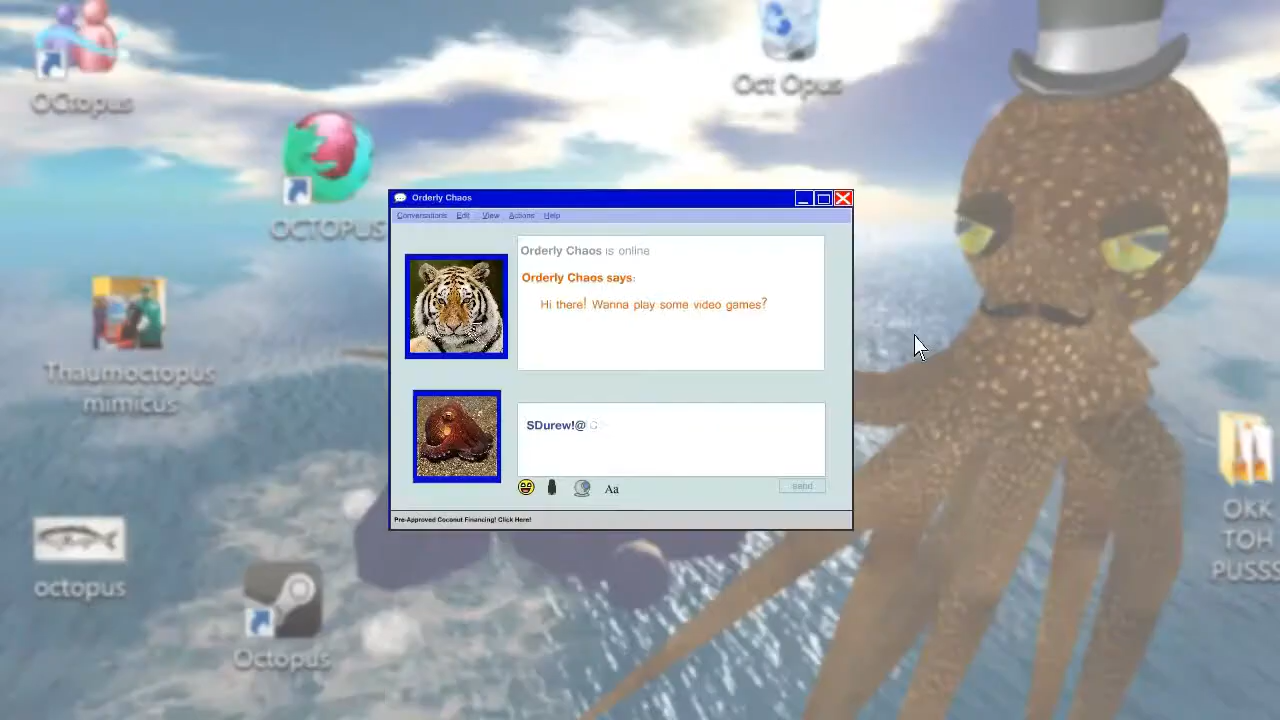 OCtopus
Oct Opus
OCTOPUS
Thaumoctopus
mimicus
octopus
Octopus
OKK
TOH
PUSSS
Orderly Chaos
Conversations Edit View Actions Help
Orderly Chaos is online
Orderly Chaos says:
Hi there! Wanna play some video games?
SDurew!@ G
Aa
send
Pre-Approved Coconut Financing! Click Here!